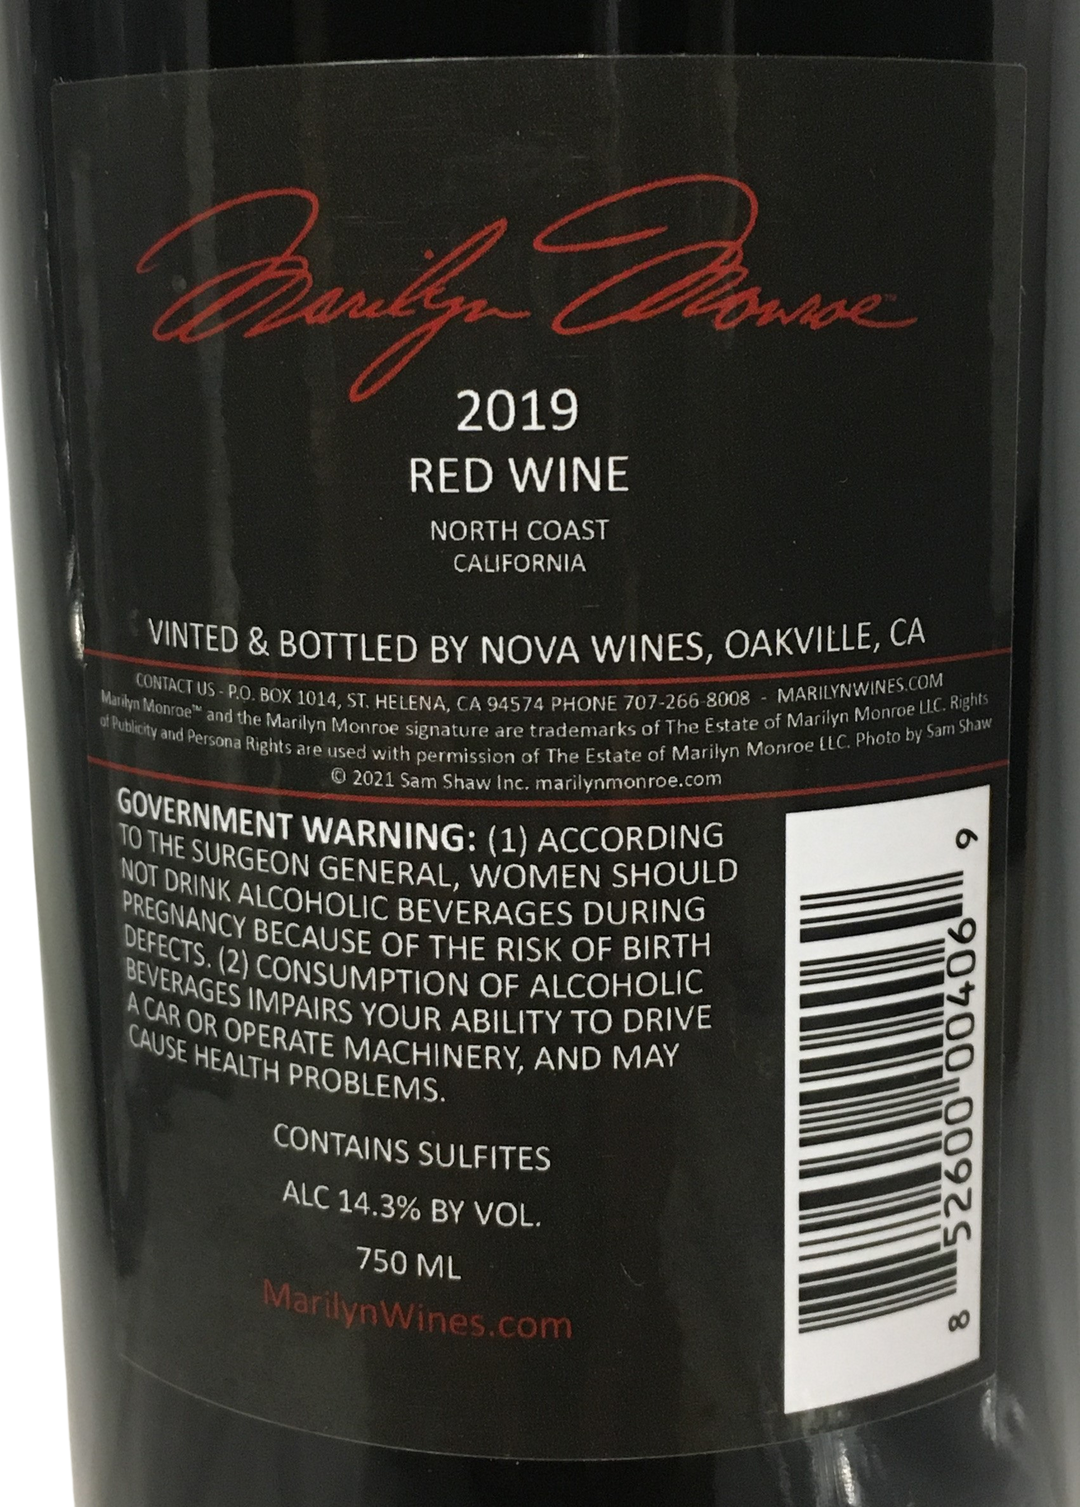 Marilyn Monroe™
2019
RED WINE
NORTH COAST
CALIFORNIA
VINTED & BOTTLED BY NOVA WINES, OAKVILLE, CA
CONTACT US - P.O. BOX 1014, ST. HELENA, CA 94574 PHONE 707-266-8008 - MARILYNWINES.COM
Marilyn Monroe™ and the Marilyn Monroe signature are trademarks of The Estate of Marilyn Monroe LLC. Rights
of Publicity and Persona Rights are used with permission of The Estate of Marilyn Monroe LLC. Photo by Sam Shaw
© 2021 Sam Shaw Inc. marilynmonroe.com
GOVERNMENT WARNING: (1) ACCORDING
TO THE SURGEON GENERAL, WOMEN SHOULD
NOT DRINK ALCOHOLIC BEVERAGES DURING
PREGNANCY BECAUSE OF THE RISK OF BIRTH
DEFECTS. (2) CONSUMPTION OF ALCOHOLIC
BEVERAGES IMPAIRS YOUR ABILITY TO DRIVE
A CAR OR OPERATE MACHINERY, AND MAY
CAUSE HEALTH PROBLEMS.
CONTAINS SULFITES
ALC 14.3% BY VOL.
750 ML
MarilynWines.com
8 52600 00406 9